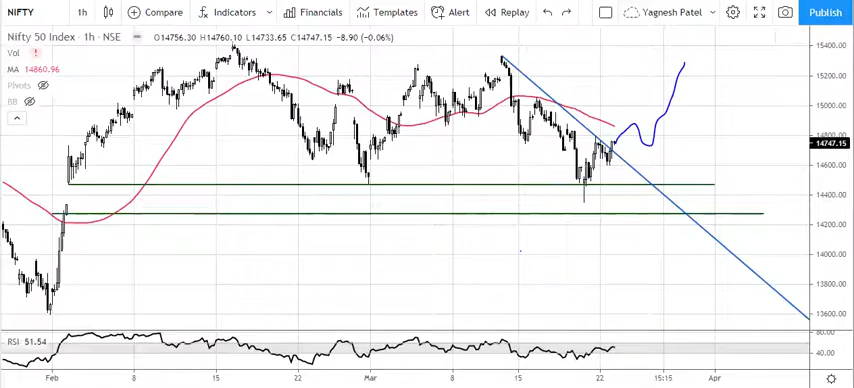 NIFTY 1h Compare Indicators Financials Templates Alert Replay Yagnesh Patel Publish
Nifty 50 Index · 1h · NSE O14756.30 H14760.10 L14733.65 C14747.15 -8.90 (-0.06%)
Vol !
MA 14860.96
Pivots
BB
15400.00
15200.00
15000.00
14800.00
14747.15
14600.00
14400.00
14200.00
14000.00
13800.00
13600.00
RSI 51.54
80.00
40.00
Feb 8 15 22 Mar 8 15 22 15:15 Apr